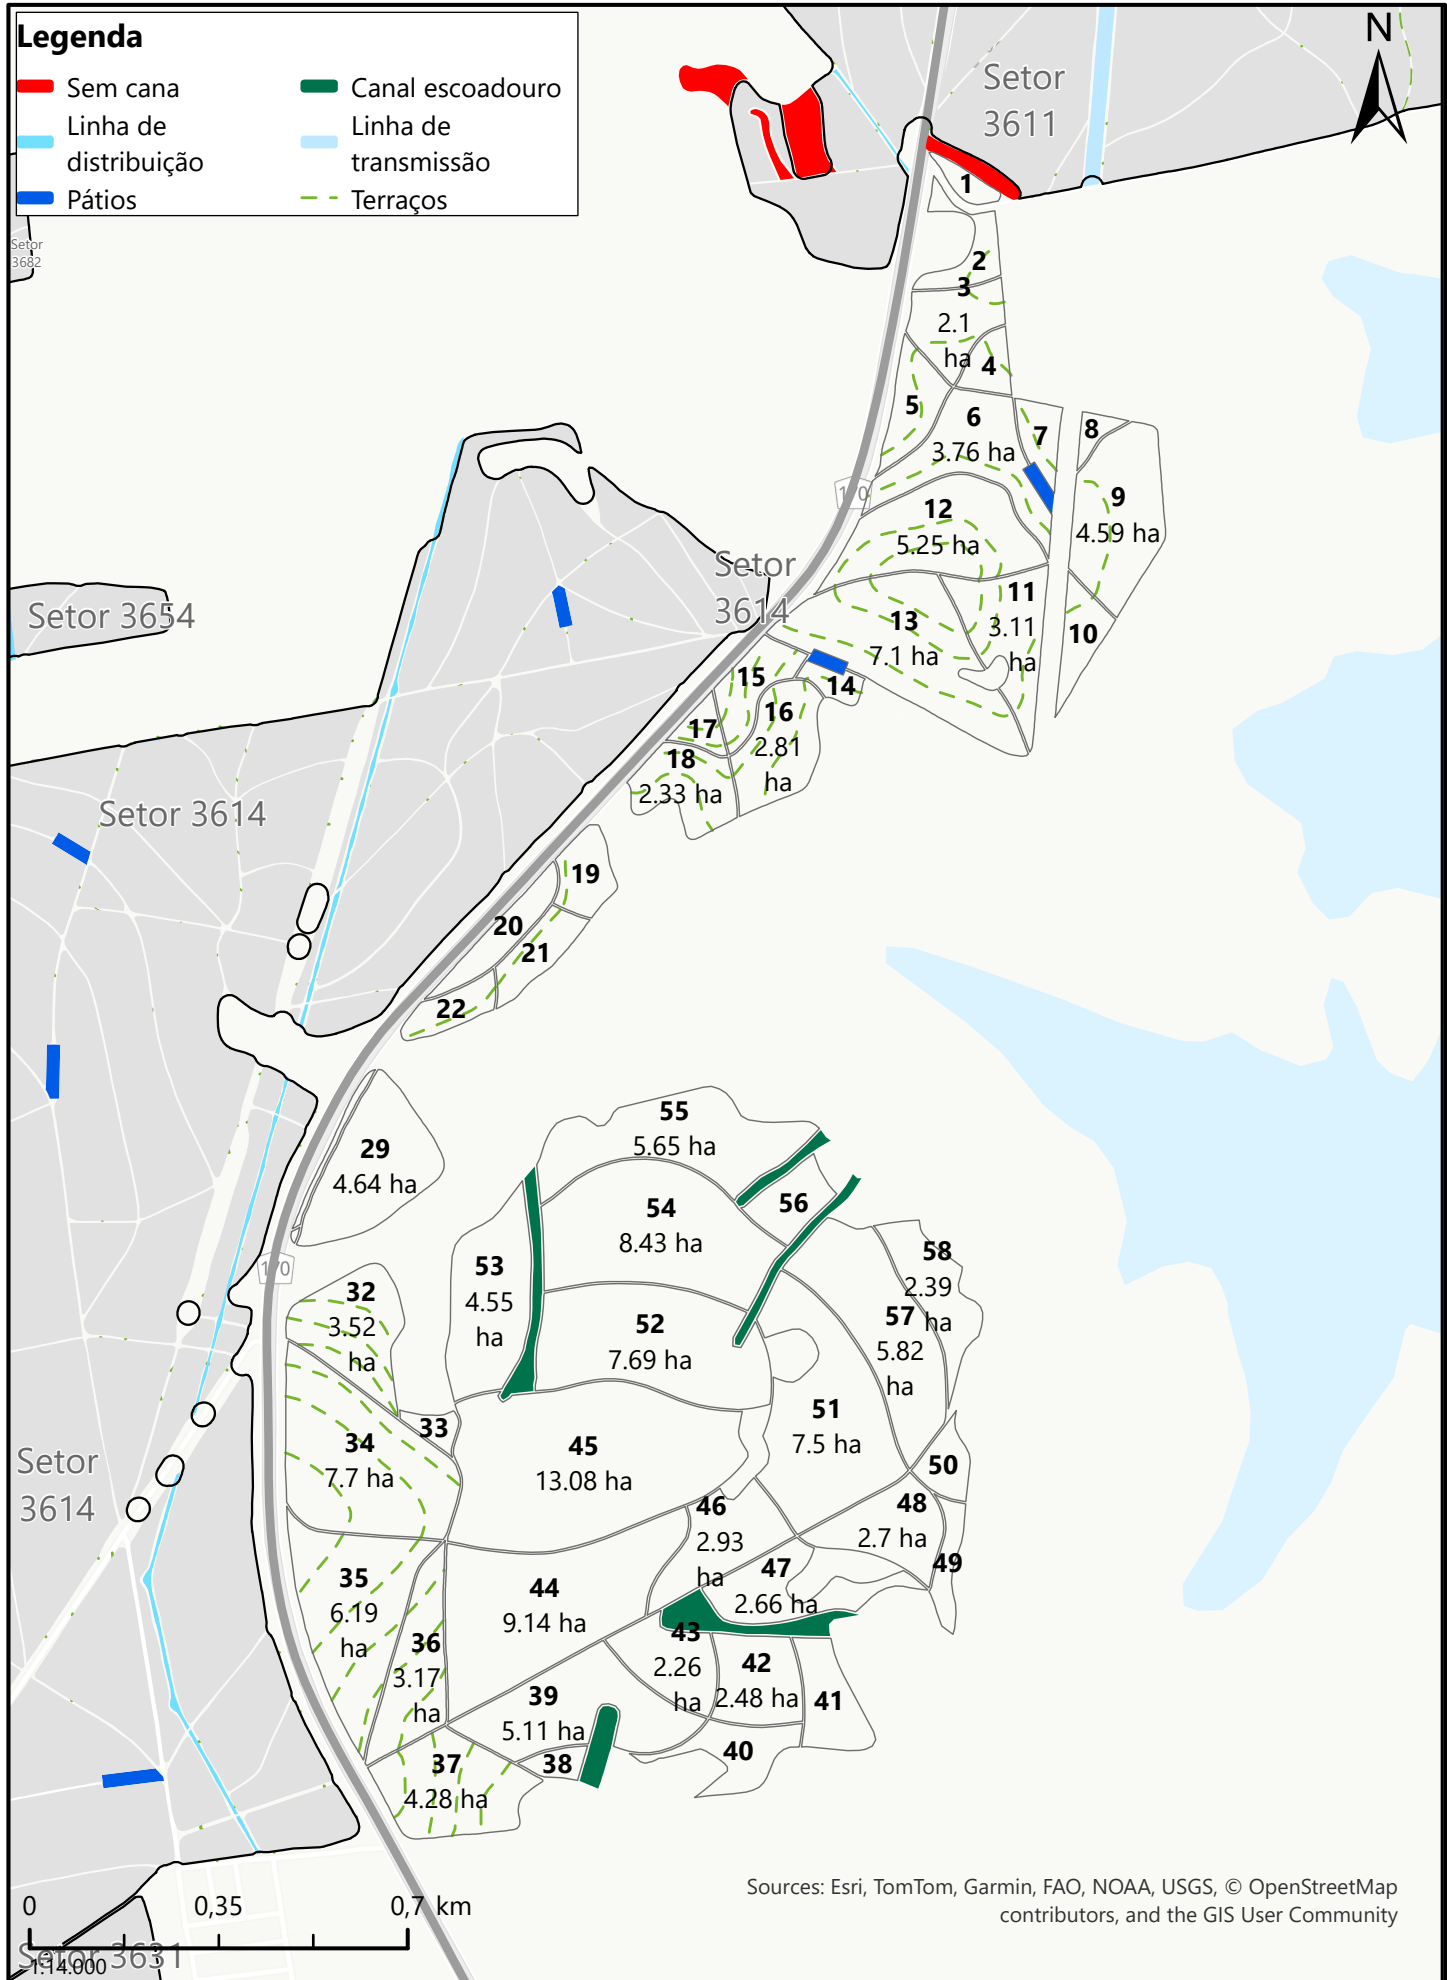 Legenda
Sem cana
Canal escoadouro
Linha de
distribuição
Linha de
transmissão
Pátios
Terraços
N
Setor
3611
Setor
3682
1
2
3
2.1
ha
4
5
6
3.76 ha
7
8
9
4.59 ha
170
12
5.25 ha
Setor
3614
11
3.11
ha
13
7.1 ha
10
Setor 3654
15
14
16
2.81
ha
17
18
2.33 ha
Setor 3614
19
20
21
22
29
4.64 ha
55
5.65 ha
56
54
8.43 ha
53
4.55
ha
58
2.39
ha
170
32
3.52
ha
52
7.69 ha
57
5.82
ha
33
51
7.5 ha
34
7.7 ha
45
13.08 ha
Setor
3614
50
46
2.93
ha
48
2.7 ha
49
47
2.66 ha
35
6.19
ha
44
9.14 ha
36
3.17
ha
43
2.26
ha
42
2.48 ha
41
39
5.11 ha
40
38
37
4.28 ha
Sources: Esri, TomTom, Garmin, FAO, NOAA, USGS, © OpenStreetMap
contributors, and the GIS User Community
0 0,35 0,7 km
Setor 3631
1:14.000